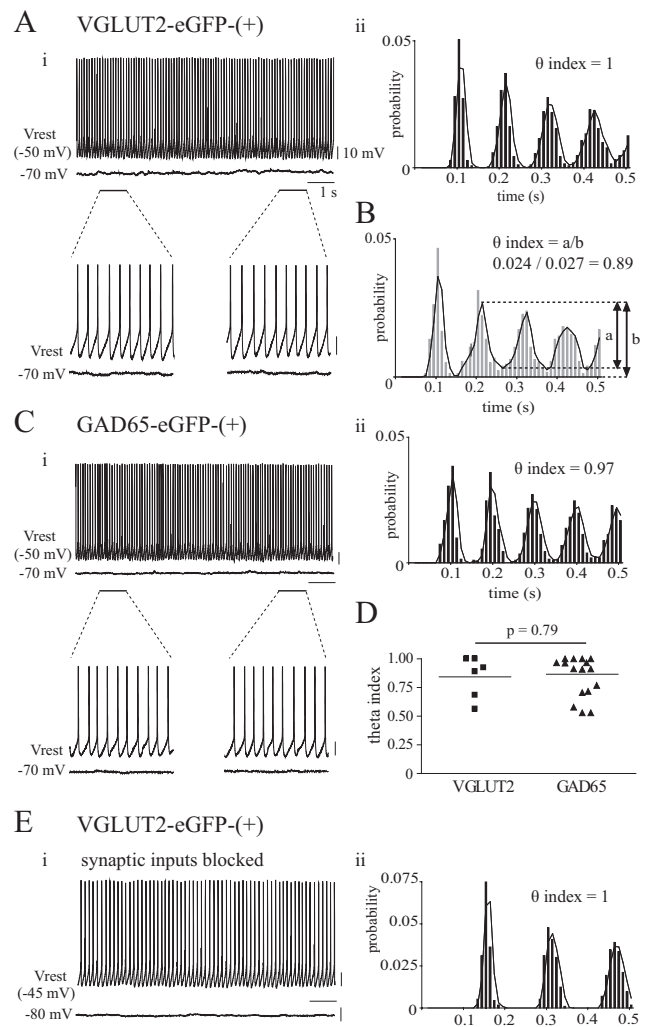 A VGLUT2-eGFP-(+)
i
Vrest
(-50 mV)
10 mV
-70 mV
1 s
Vrest
-70 mV
ii
0.05
θ index = 1
probability
0
0.1 0.2 0.3 0.4 0.5
time (s)
B
0.05
θ index = a/b
0.024 / 0.027 = 0.89
probability
a b
0
0.1 0.2 0.3 0.4 0.5
time (s)
C GAD65-eGFP-(+)
i
Vrest
(-50 mV)
-70 mV
Vrest
-70 mV
ii
0.05
θ index = 0.97
probability
0
0.1 0.2 0.3 0.4 0.5
time (s)
D
p = 0.79
1.00
0.75
0.50
0.25
0
theta index
VGLUT2 GAD65
E VGLUT2-eGFP-(+)
i synaptic inputs blocked
Vrest
(-45 mV)
-80 mV
ii
0.075
0.05
0.025
0
probability
θ index = 1
0.1 0.2 0.3 0.4 0.5